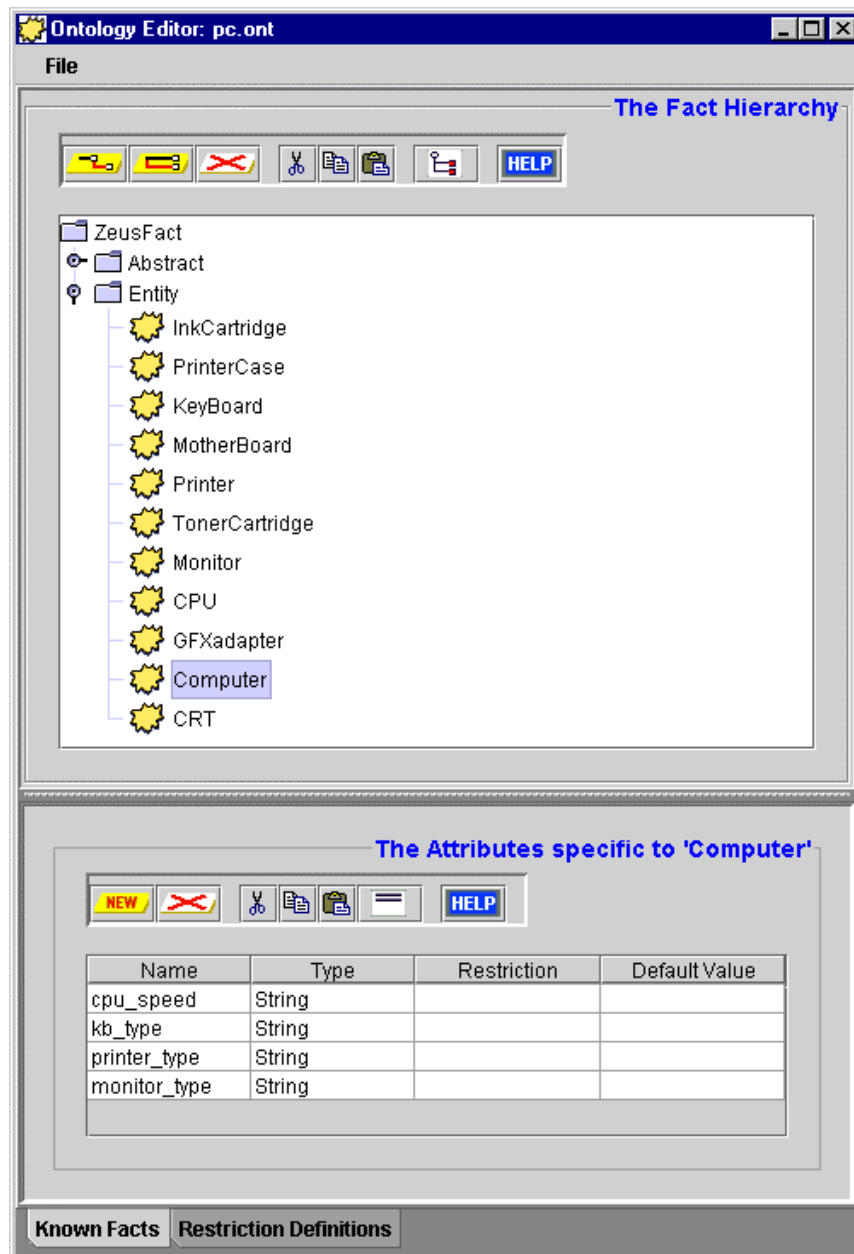 Ontology Editor: pc.ont
File
The Fact Hierarchy
HELP
ZeusFact
Abstract
Entity
InkCartridge
PrinterCase
KeyBoard
MotherBoard
Printer
TonerCartridge
Monitor
CPU
GFXadapter
Computer
CRT
The Attributes specific to 'Computer'
NEW HELP
Name Type Restriction Default Value
cpu_speed String
kb_type String
printer_type String
monitor_type String
Known Facts Restriction Definitions